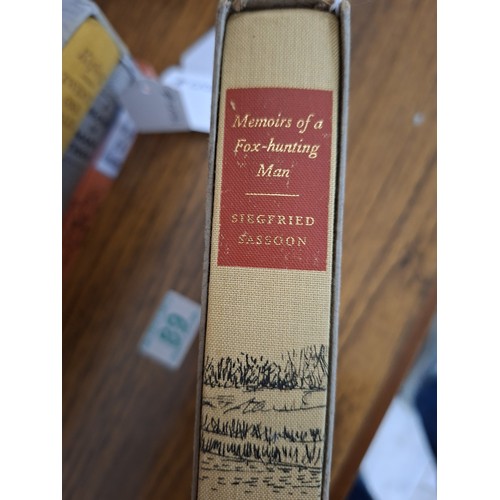 Memoirs of a
Fox-hunting
Man
SIEGFRIED
SASSOON